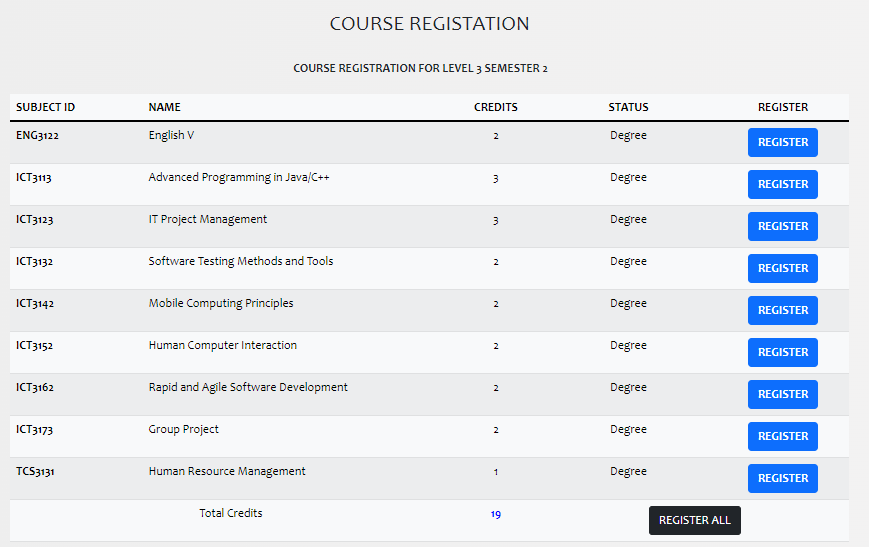 COURSE REGISTATION
COURSE REGISTRATION FOR LEVEL 3 SEMESTER 2
SUBJECT ID NAME CREDITS STATUS REGISTER
ENG3122 English V 2 Degree REGISTER
ICT3113 Advanced Programming in Java/C++ 3 Degree REGISTER
ICT3123 IT Project Management 3 Degree REGISTER
ICT3132 Software Testing Methods and Tools 2 Degree REGISTER
ICT3142 Mobile Computing Principles 2 Degree REGISTER
ICT3152 Human Computer Interaction 2 Degree REGISTER
ICT3162 Rapid and Agile Software Development 2 Degree REGISTER
ICT3173 Group Project 2 Degree REGISTER
TCS3131 Human Resource Management 1 Degree REGISTER
Total Credits 19 REGISTER ALL